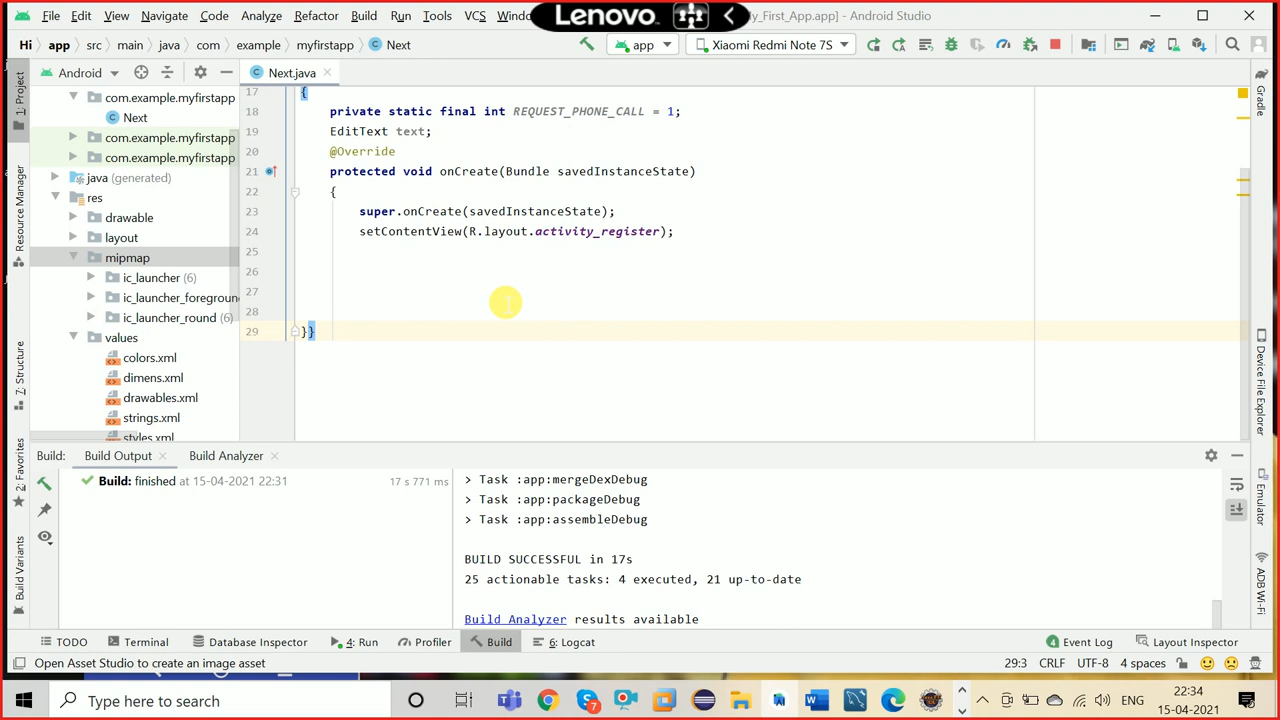 Lenovo
File Edit View Navigate Code Analyze Refactor Build Run Tools VCS y_First_App.app] - Android Studio
Hi app src main java com example myfirstapp Next app Xiaomi Redmi Note 7S
Android Next.java
1: Project
Resource Manager
7: Structure
2: Favorites
Build Variants
com.example.myfirstapp
Next
com.example.myfirstapp
com.example.myfirstapp
java (generated)
res
drawable
layout
mipmap
ic_launcher (6)
ic_launcher_foreground
ic_launcher_round (6)
values
colors.xml
dimens.xml
drawables.xml
strings.xml
styles.xml
17 {
18 private static final int REQUEST_PHONE_CALL = 1;
19 EditText text;
20 @Override
21 protected void onCreate(Bundle savedInstanceState)
22 {
23 super.onCreate(savedInstanceState);
24 setContentView(R.layout.activity_register);
25
26
27
28
29 }}
Gradle
Device File Explorer
Emulator
ADB Wi-Fi
Build: Build Output Build Analyzer
Build: finished at 15-04-2021 22:31 17 s 771 ms
> Task :app:mergeDexDebug
> Task :app:packageDebug
> Task :app:assembleDebug
BUILD SUCCESSFUL in 17s
25 actionable tasks: 4 executed, 21 up-to-date
Build Analyzer results available
TODO Terminal Database Inspector 4: Run Profiler Build 6: Logcat 4 Event Log Layout Inspector
Open Asset Studio to create an image asset 29:3 CRLF UTF-8 4 spaces
Type here to search 7 ENG 22:34
15-04-2021